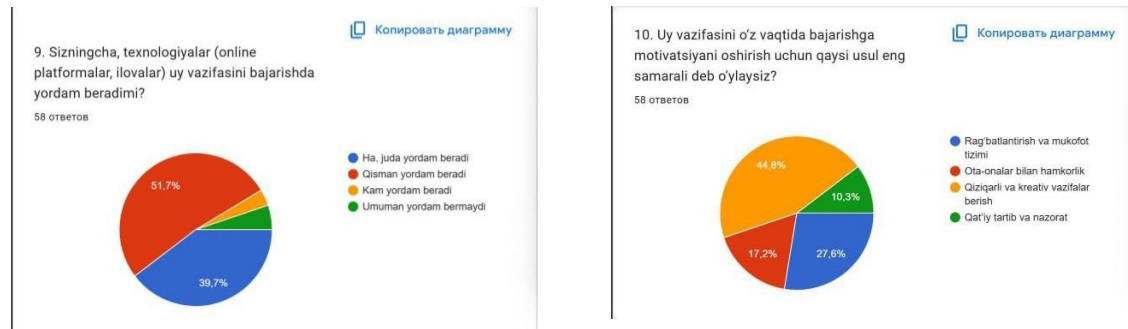 Копировать диаграмму
9. Sizningcha, texnologiyalar (online
platformalar, ilovalar) uy vazifasini bajarishda
yordam beradimi?
58 ответов
51,7%
39,7%
Ha, juda yordam beradi
Qisman yordam beradi
Kam yordam beradi
Umuman yordam bermaydi
Копировать диаграмму
10. Uy vazifasini o‘z vaqtida bajarishga
motivatsiyani oshirish uchun qaysi usul eng
samarali deb o'ylaysiz?
58 ответов
44,8%
10,3%
17,2%
27,6%
Rag‘batlantirish va mukofot
tizimi
Ota-onalar bilan hamkorlik
Qiziqarli va kreativ vazifalar
berish
Qat’iy tartib va nazorat